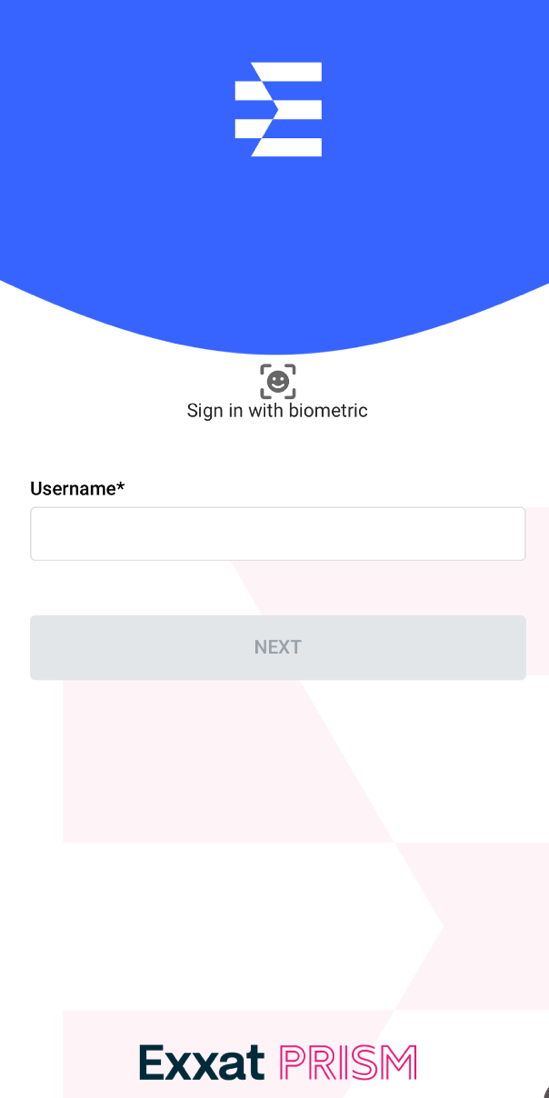 Sign in with biometric
Username*
NEXT
Exxat PRISM